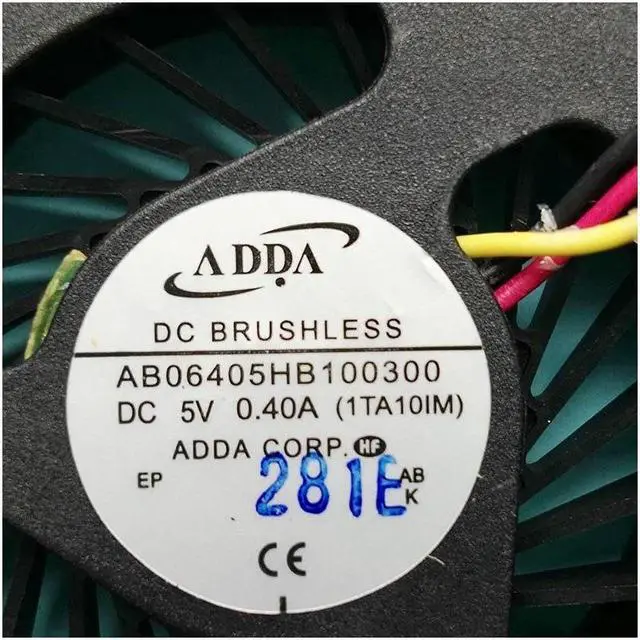 ADDA
DC BRUSHLESS
AB06405HB100300
DC 5V 0.40A (1TA10IM)
ADDA CORP. HF
EP 281E AB
K
CE